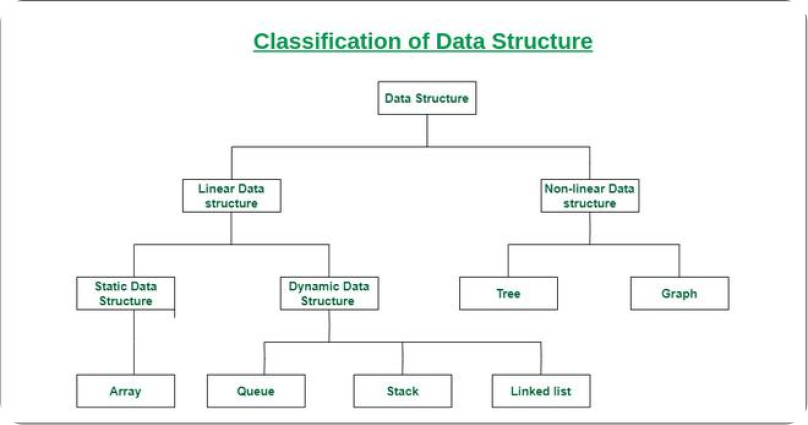 Classification of Data Structure
Data Structure
Linear Data
structure
Non-linear Data
structure
Static Data
Structure
Dynamic Data
Structure
Tree
Graph
Array
Queue
Stack
Linked list